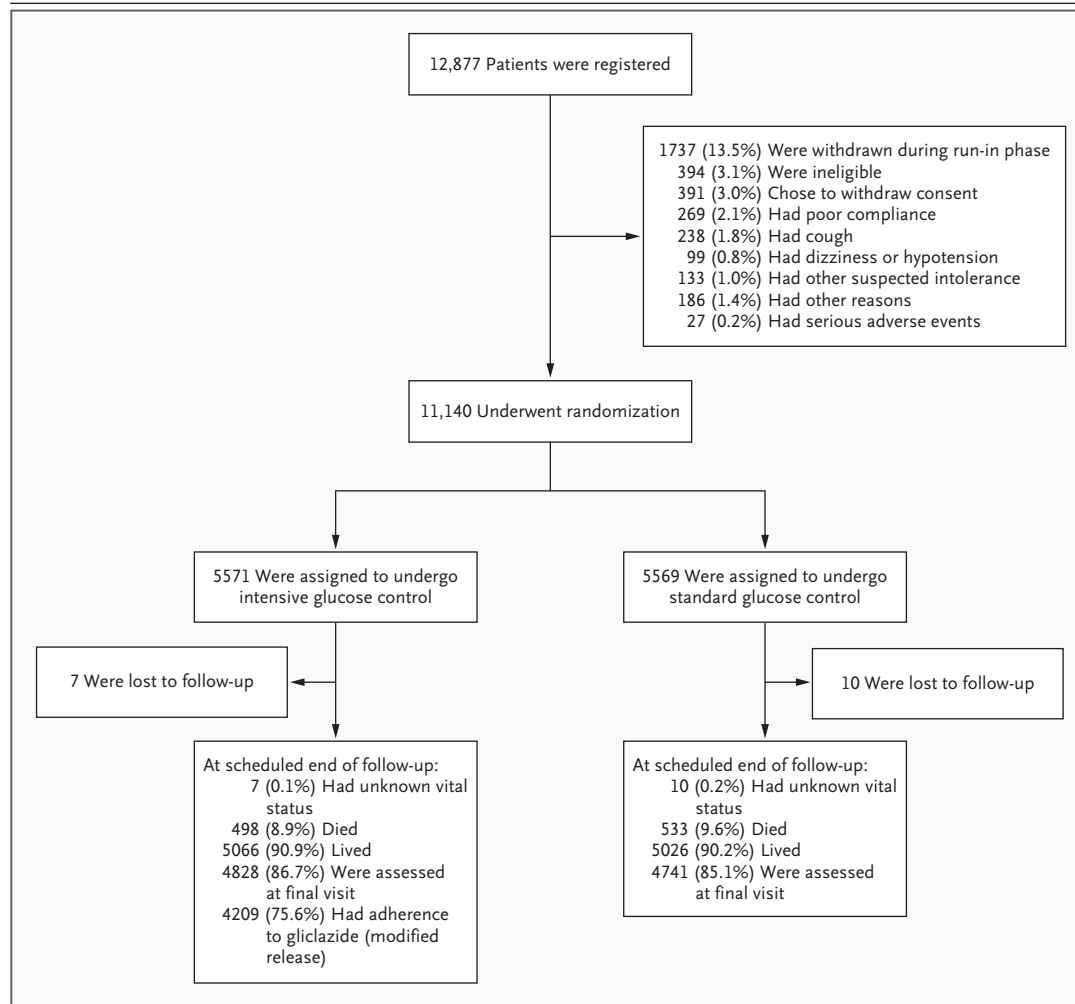 12,877 Patients were registered
1737 (13.5%) Were withdrawn during run-in phase
394 (3.1%) Were ineligible
391 (3.0%) Chose to withdraw consent
269 (2.1%) Had poor compliance
238 (1.8%) Had cough
99 (0.8%) Had dizziness or hypotension
133 (1.0%) Had other suspected intolerance
186 (1.4%) Had other reasons
27 (0.2%) Had serious adverse events
11,140 Underwent randomization
5571 Were assigned to undergo
intensive glucose control
5569 Were assigned to undergo
standard glucose control
7 Were lost to follow-up
10 Were lost to follow-up
At scheduled end of follow-up:
7 (0.1%) Had unknown vital
status
498 (8.9%) Died
5066 (90.9%) Lived
4828 (86.7%) Were assessed
at final visit
4209 (75.6%) Had adherence
to gliclazide (modified
release)
At scheduled end of follow-up:
10 (0.2%) Had unknown vital
status
533 (9.6%) Died
5026 (90.2%) Lived
4741 (85.1%) Were assessed
at final visit